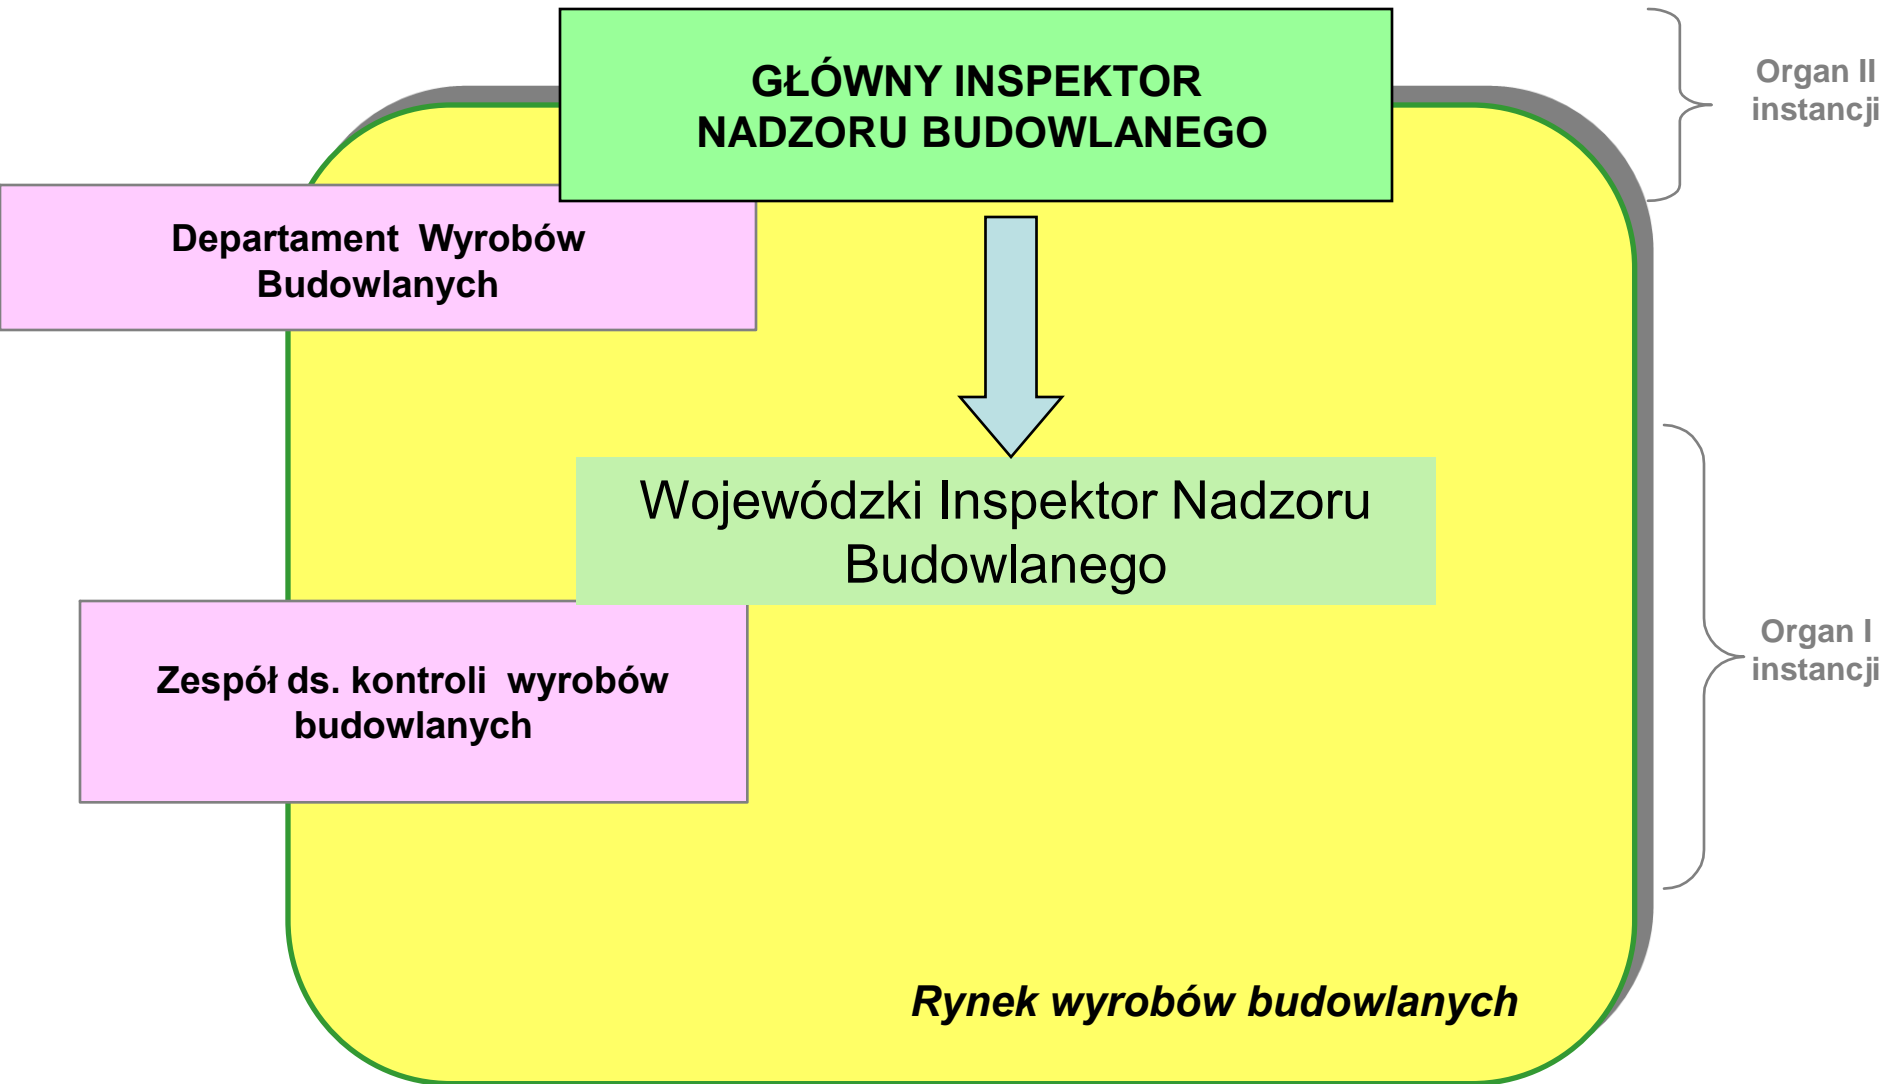 GŁÓWNY INSPEKTOR
NADZORU BUDOWLANEGO
Organ II
instancji
Departament Wyrobów
Budowlanych
Wojewódzki Inspektor Nadzoru
Budowlanego
Zespół ds. kontroli wyrobów
budowlanych
Organ I
instancji
Rynek wyrobów budowlanych